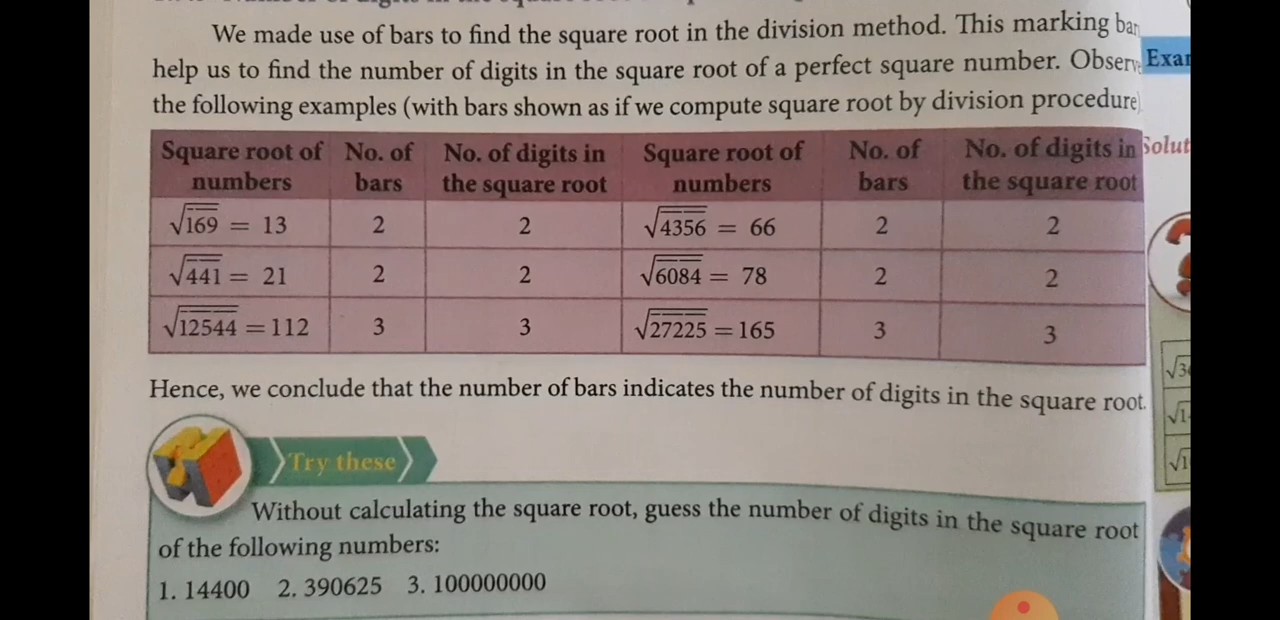 We made use of bars to find the square root in the division method. This marking bar
help us to find the number of digits in the square root of a perfect square number. Observe
the following examples (with bars shown as if we compute square root by division procedure)
Square root of numbers No. of bars No. of digits in the square root Square root of numbers No. of bars No. of digits in the square root
√169 = 13 2 2 √4356 = 66 2 2
√441 = 21 2 2 √6084 = 78 2 2
√12544 = 112 3 3 √27225 = 165 3 3
Hence, we conclude that the number of bars indicates the number of digits in the square root.
Try these
Without calculating the square root, guess the number of digits in the square root
of the following numbers:
1. 14400 2. 390625 3. 100000000
Exam
Solut
√36
√1
√1